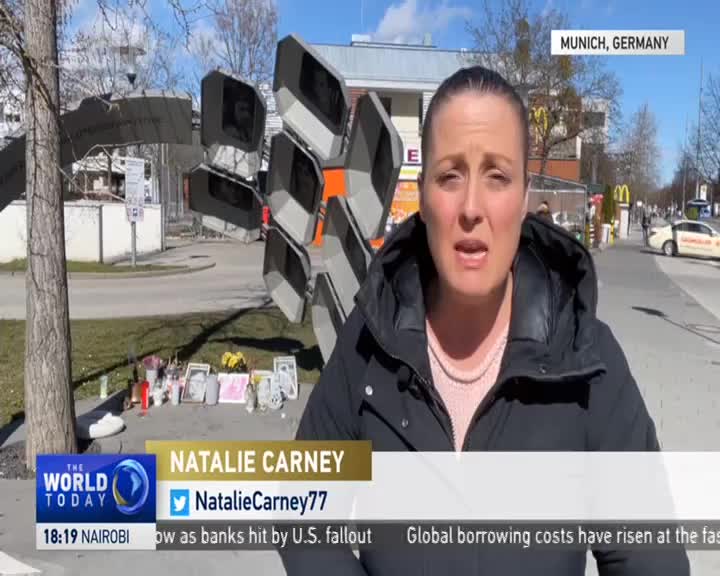 MUNICH, GERMANY
E
NATALIE CARNEY
THE WORLD TODAY
NatalieCarney77
18:19 NAIROBI
ow as banks hit by U.S. fallout Global borrowing costs have risen at the fas